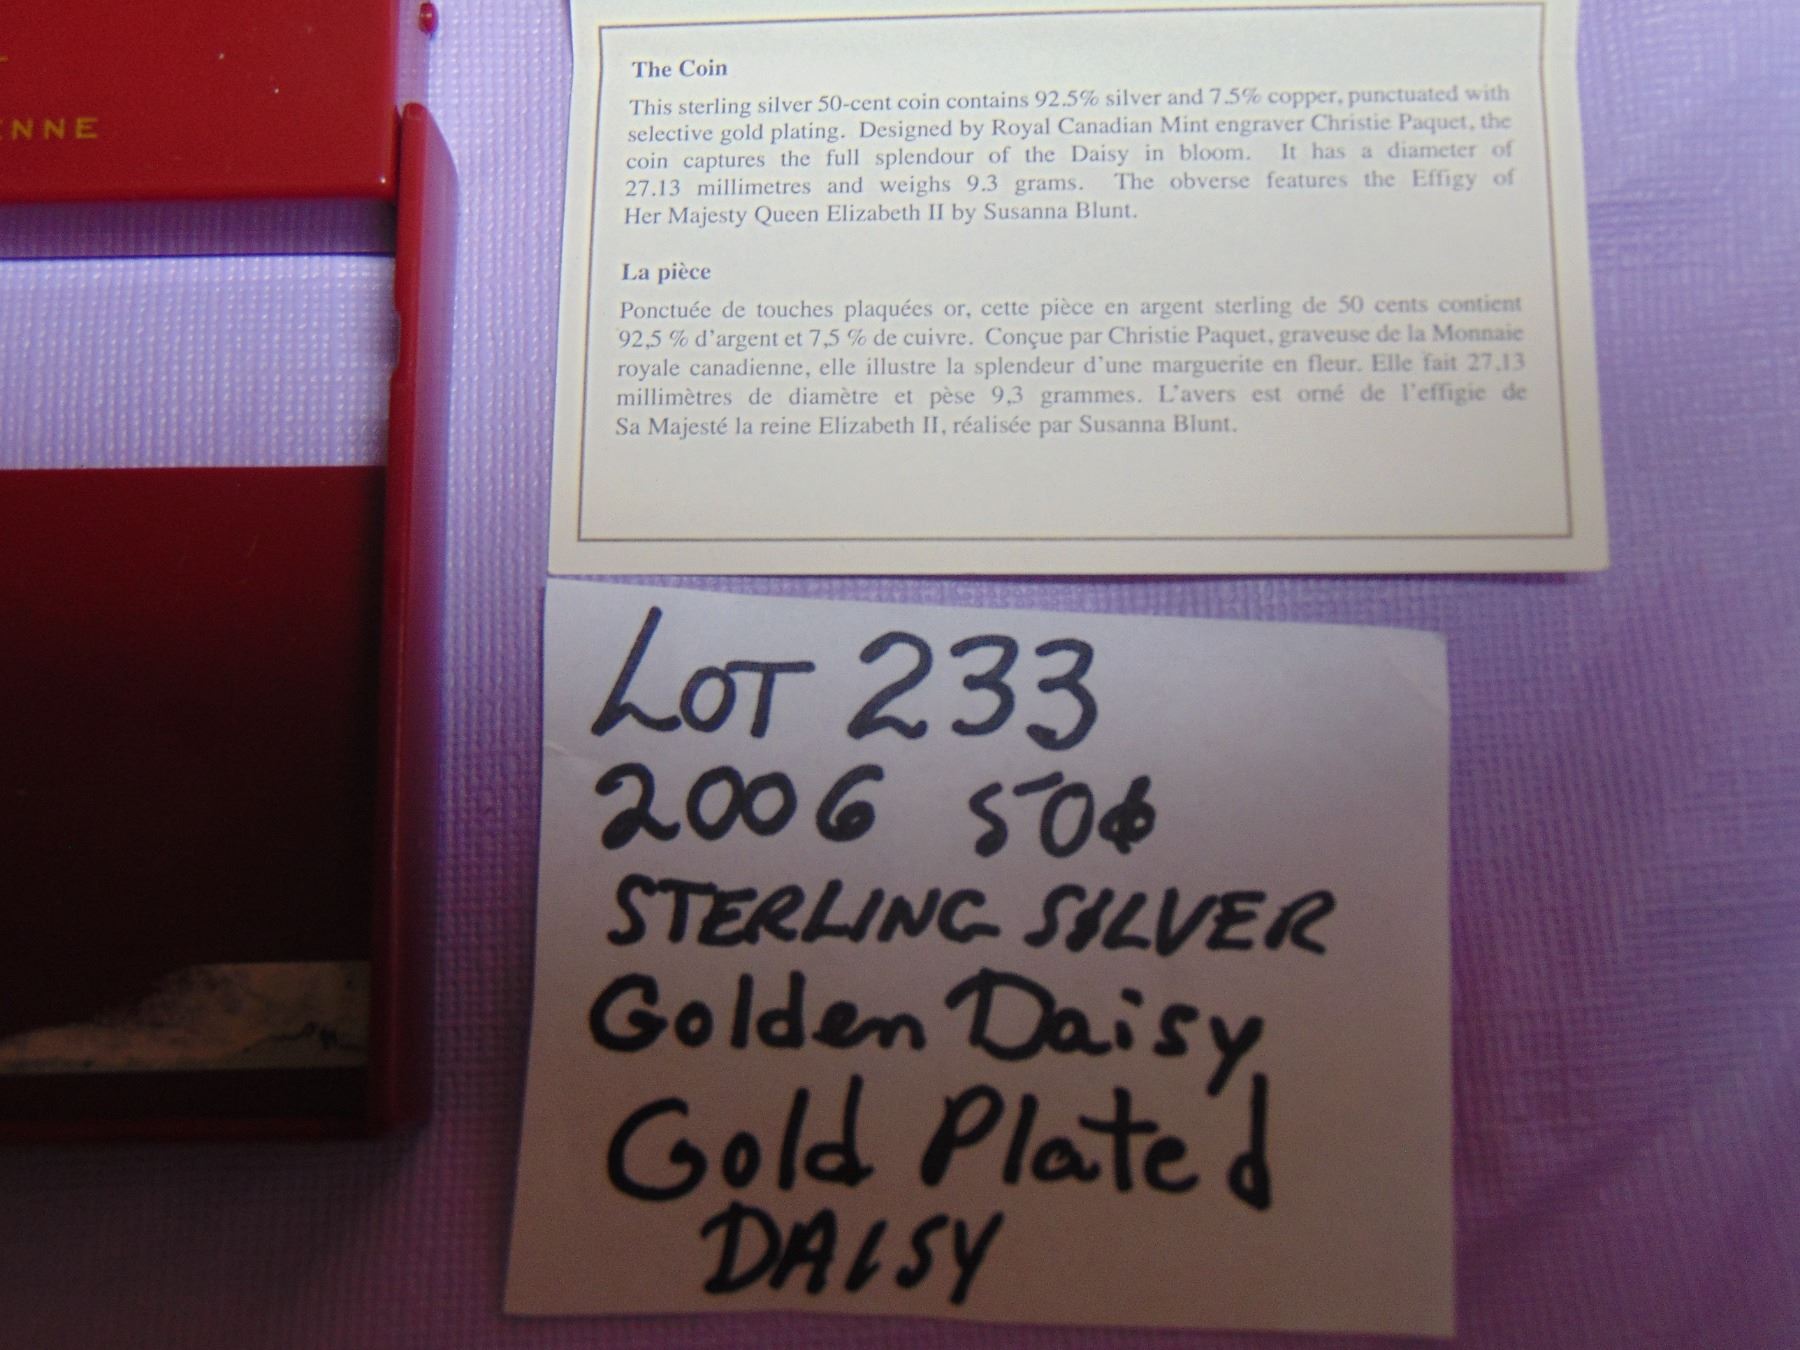 ENNE
The Coin
This sterling silver 50-cent coin contains 92.5% silver and 7.5% copper, punctuated with
selective gold plating. Designed by Royal Canadian Mint engraver Christie Paquet, the
coin captures the full splendour of the Daisy in bloom. It has a diameter of
27.13 millimetres and weighs 9.3 grams. The obverse features the Effigy of
Her Majesty Queen Elizabeth II by Susanna Blunt.
La pièce
Ponctuée de touches plaquées or, cette pièce en argent sterling de 50 cents contient
92,5 % d'argent et 7,5 % de cuivre. Conçue par Christie Paquet, graveuse de la Monnaie
royale canadienne, elle illustre la splendeur d'une marguerite en fleur. Elle fait 27,13
millimètres de diamètre et pèse 9,3 grammes. L'avers est orné de l'effigie de
Sa Majesté la reine Elizabeth II, réalisée par Susanna Blunt.
LOT 233
2006 50¢
STERLING SILVER
Golden Daisy
Gold Plated
DAISY